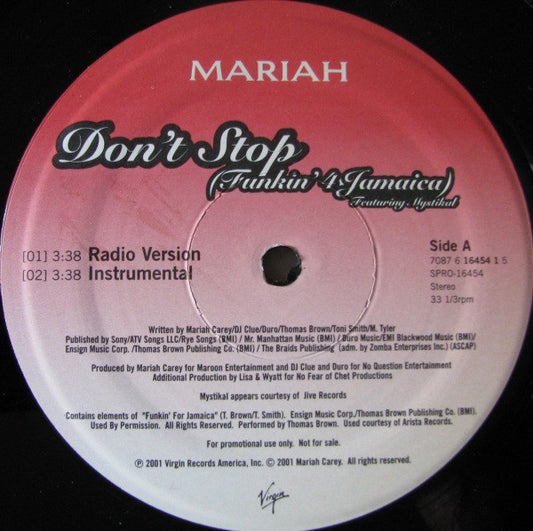 MARIAH
Don't Stop
(Funkin' 4 Jamaica)
Featuring Mystikal
[01] 3:38 Radio Version
[02] 3:38 Instrumental
Side A
7087 6 16454 1 5
SPRO-16454
Stereo
33 1/3rpm
Written by Mariah Carey/DJ Clue/Duro/Thomas Brown/Toni Smith/M. Tyler
Published by Sony/ATV Songs LLC/Rye Songs (BMI) / Mr. Manhattan Music (BMI) / Duro Music/EMI Blackwood Music (BMI)/
Ensign Music Corp. /Thomas Brown Publishing Co. (BMI) / The Braids Publishing (adm. by Zomba Enterprises Inc.) (ASCAP)
Produced by Mariah Carey for Maroon Entertainment and DJ Clue and Duro for No Question Entertainment
Additional Production by Lisa & Wyatt for No Fear of Chet Productions
Mystikal appears courtesy of Jive Records
Contains elements of "Funkin' For Jamaica" (T. Brown/T. Smith). Ensign Music Corp./Thomas Brown Publishing Co. (BMI).
Used By Permission. All Rights Reserved. Performed by Thomas Brown. Used courtesy of Arista Records.
For promotional use only. Not for sale.
℗ 2001 Virgin Records America, Inc. © 2001 Mariah Carey. All rights reserved.
Virgin